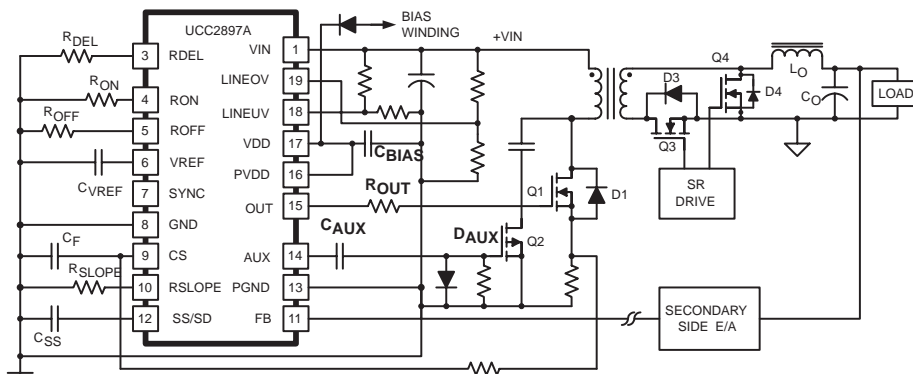 UCC2897A
BIAS
WINDING
+VIN
RDEL
3
RDEL
VIN
1
LINEOV
19
RON
4
RON
LINEUV
18
ROFF
5
ROFF
VDD
17
CBIAS
6
VREF
PVDD
16
CVREF
7
SYNC
OUT
15
ROUT
8
GND
CAUX
CF
9
CS
AUX
14
DAUX
Q2
RSLOPE
10
RSLOPE
PGND
13
CSS
12
SS/SD
FB
11
Q1
D1
Q4
D3
D4
Q3
LO
CO
LOAD
SR
DRIVE
SECONDARY
SIDE E/A